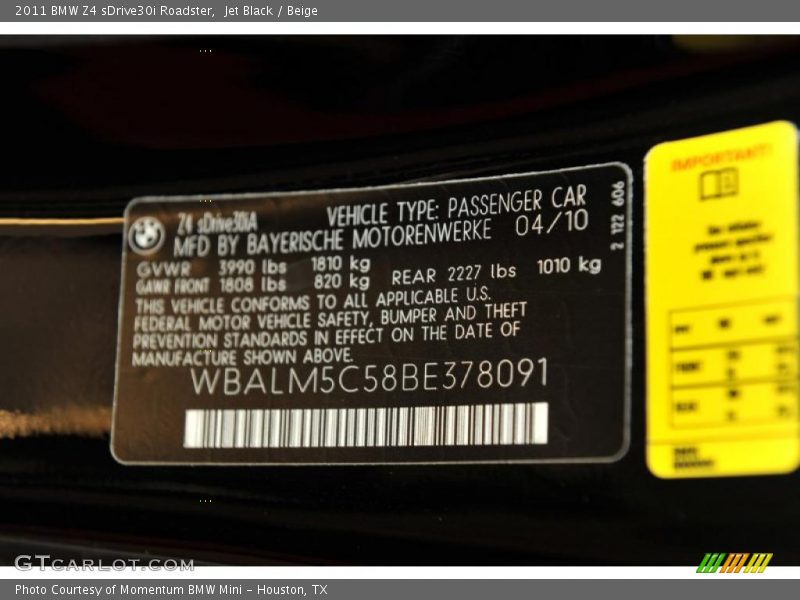 2011 BMW Z4 sDrive30i Roadster, Jet Black / Beige
Z4 sDrive30iA
VEHICLE TYPE: PASSENGER CAR
MFD BY BAYERISCHE MOTORENWERKE 04/10
GVWR 3990 lbs 1810 kg
GAWR FRONT 1808 lbs 820 kg REAR 2227 lbs 1010 kg
THIS VEHICLE CONFORMS TO ALL APPLICABLE U.S.
FEDERAL MOTOR VEHICLE SAFETY, BUMPER AND THEFT
PREVENTION STANDARDS IN EFFECT ON THE DATE OF
MANUFACTURE SHOWN ABOVE.
WBALM5C58BE378091
2 122 606
IMPORTANT!
GTCARLOT.COM
Photo Courtesy of Momentum BMW Mini - Houston, TX